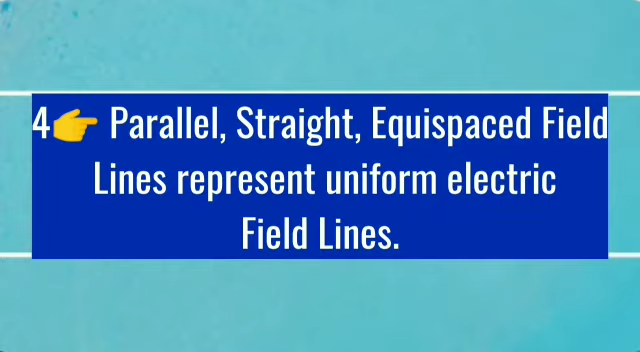 4👉 Parallel, Straight, Equispaced Field
Lines represent uniform electric
Field Lines.